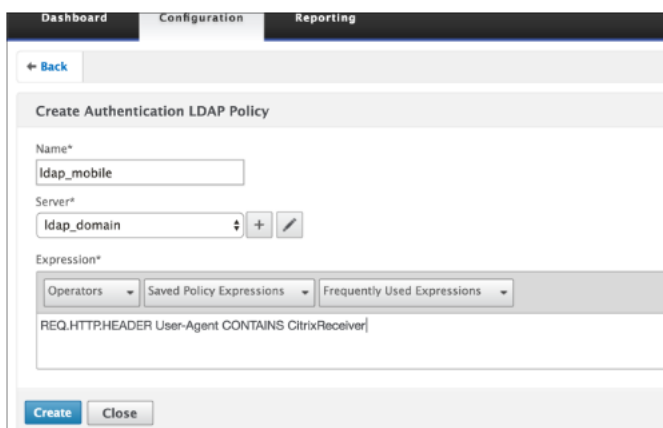 Dashboard Configuration Reporting
← Back
Create Authentication LDAP Policy
Name*
ldap_mobile
Server*
ldap_domain +
Expression*
Operators Saved Policy Expressions Frequently Used Expressions
REQ.HTTP.HEADER User-Agent CONTAINS CitrixReceiver
Create Close